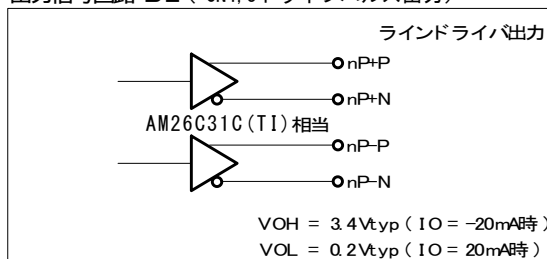 ラインドライバ出力
nP+P
nP+N
AM26C31C(TI)相当
nP-P
nP-N
VOH = 3.4Vtyp ( IO = -20mA時 )
VOL = 0.2Vtyp ( IO = 20mA時 )